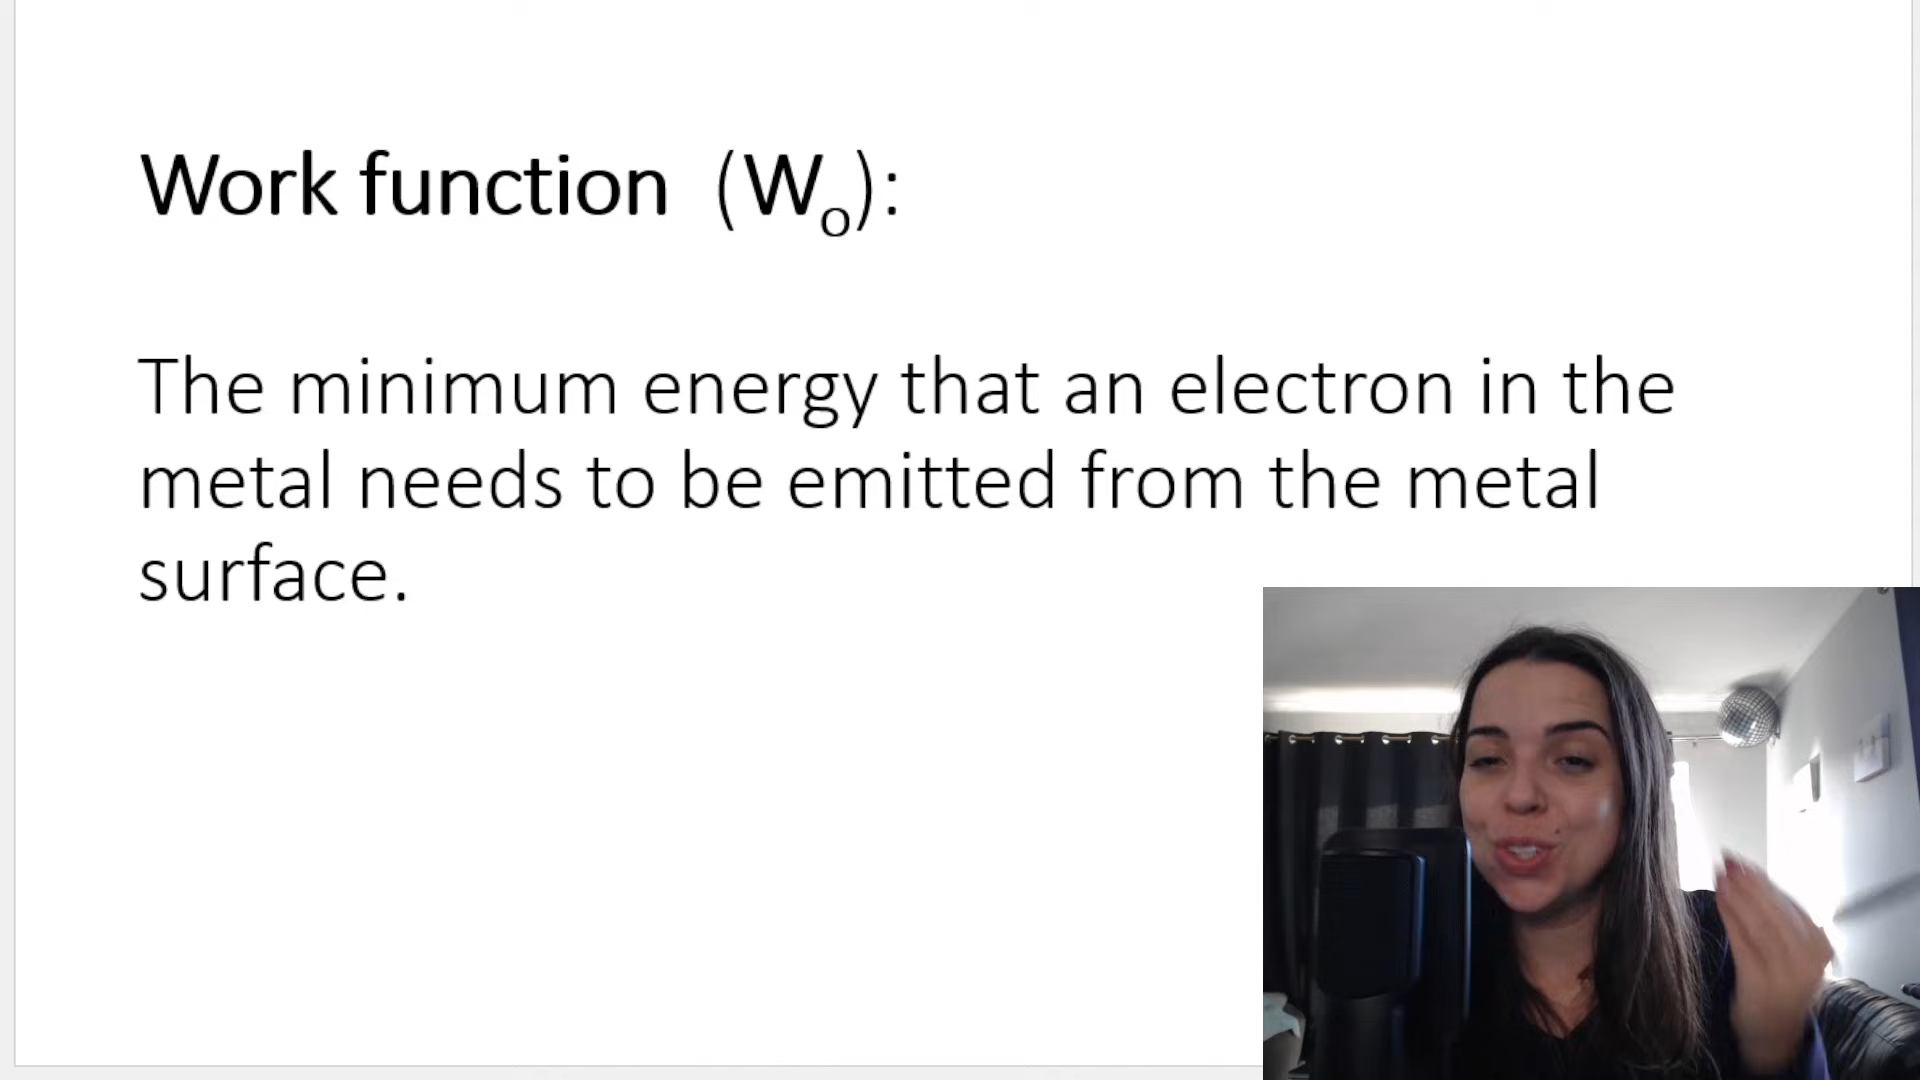 Work function (Wₒ):
The minimum energy that an electron in the
metal needs to be emitted from the metal
surface.